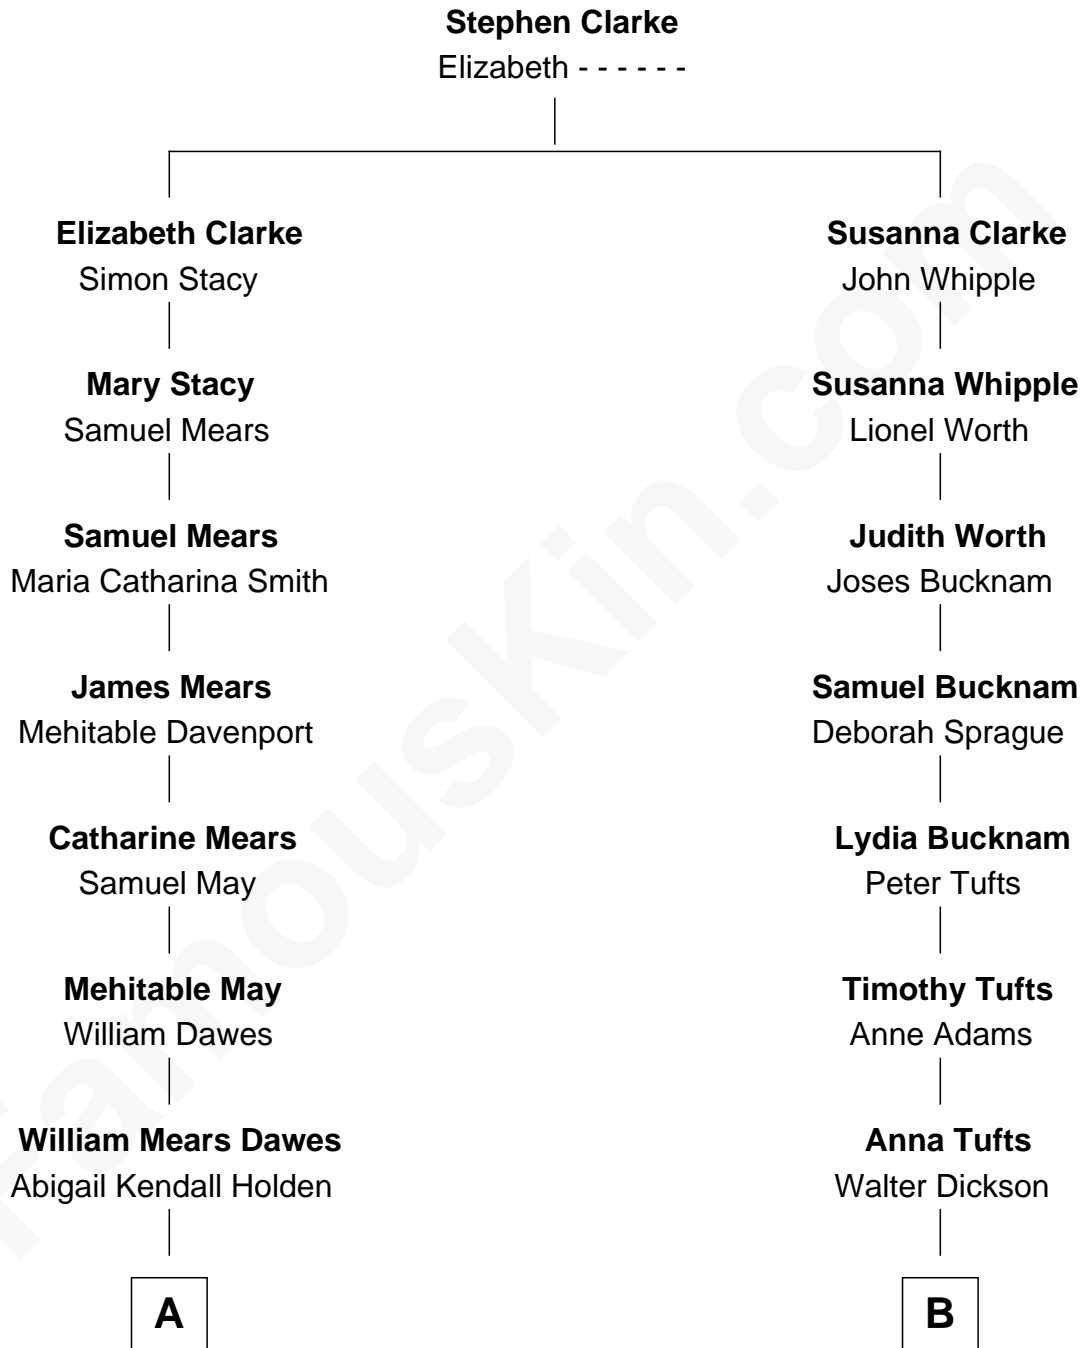 Stephen Clarke
Elizabeth - - - - - -
Elizabeth Clarke
Simon Stacy
Susanna Clarke
John Whipple
Mary Stacy
Samuel Mears
Susanna Whipple
Lionel Worth
Samuel Mears
Maria Catharina Smith
Judith Worth
Joses Bucknam
James Mears
Mehitable Davenport
Samuel Bucknam
Deborah Sprague
Catharine Mears
Samuel May
Lydia Bucknam
Peter Tufts
Mehitable May
William Dawes
Timothy Tufts
Anne Adams
William Mears Dawes
Abigail Kendall Holden
Anna Tufts
Walter Dickson
A
B
FamousKin.com